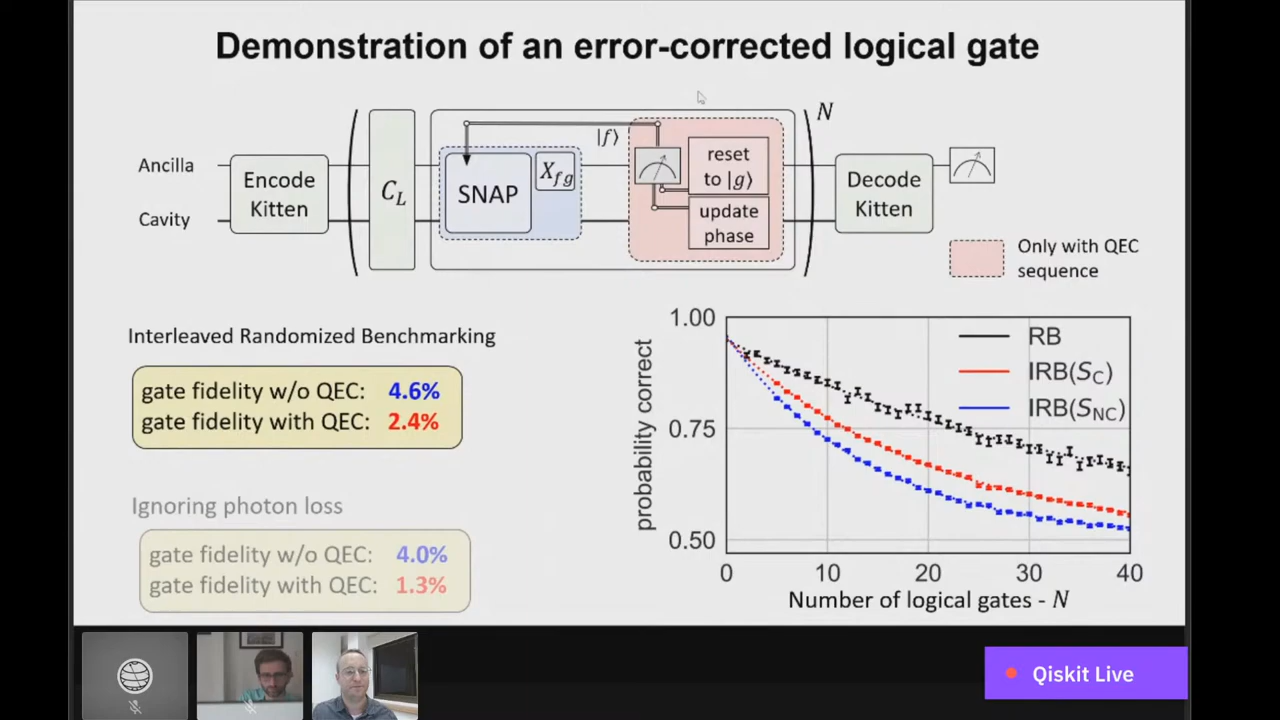 Demonstration of an error-corrected logical gate
Ancilla
Cavity
Encode
Kitten
C_L
SNAP
X_fg
|f⟩
reset
to |g⟩
update
phase
N
Decode
Kitten
Only with QEC
sequence
Interleaved Randomized Benchmarking
gate fidelity w/o QEC: 4.6%
gate fidelity with QEC: 2.4%
Ignoring photon loss
gate fidelity w/o QEC: 4.0%
gate fidelity with QEC: 1.3%
probability correct
1.00
0.75
0.50
RB
IRB(S_C)
IRB(S_NC)
0 10 20 30 40
Number of logical gates - N
Qiskit Live